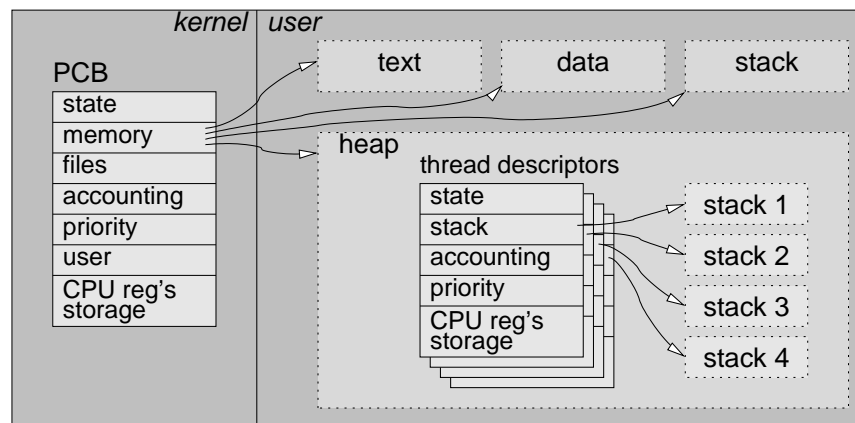 kernel user
text data stack
PCB
state
memory
files
accounting
priority
user
CPU reg's
storage
heap
thread descriptors
state
stack
accounting
priority
CPU reg's
storage
stack 1
stack 2
stack 3
stack 4